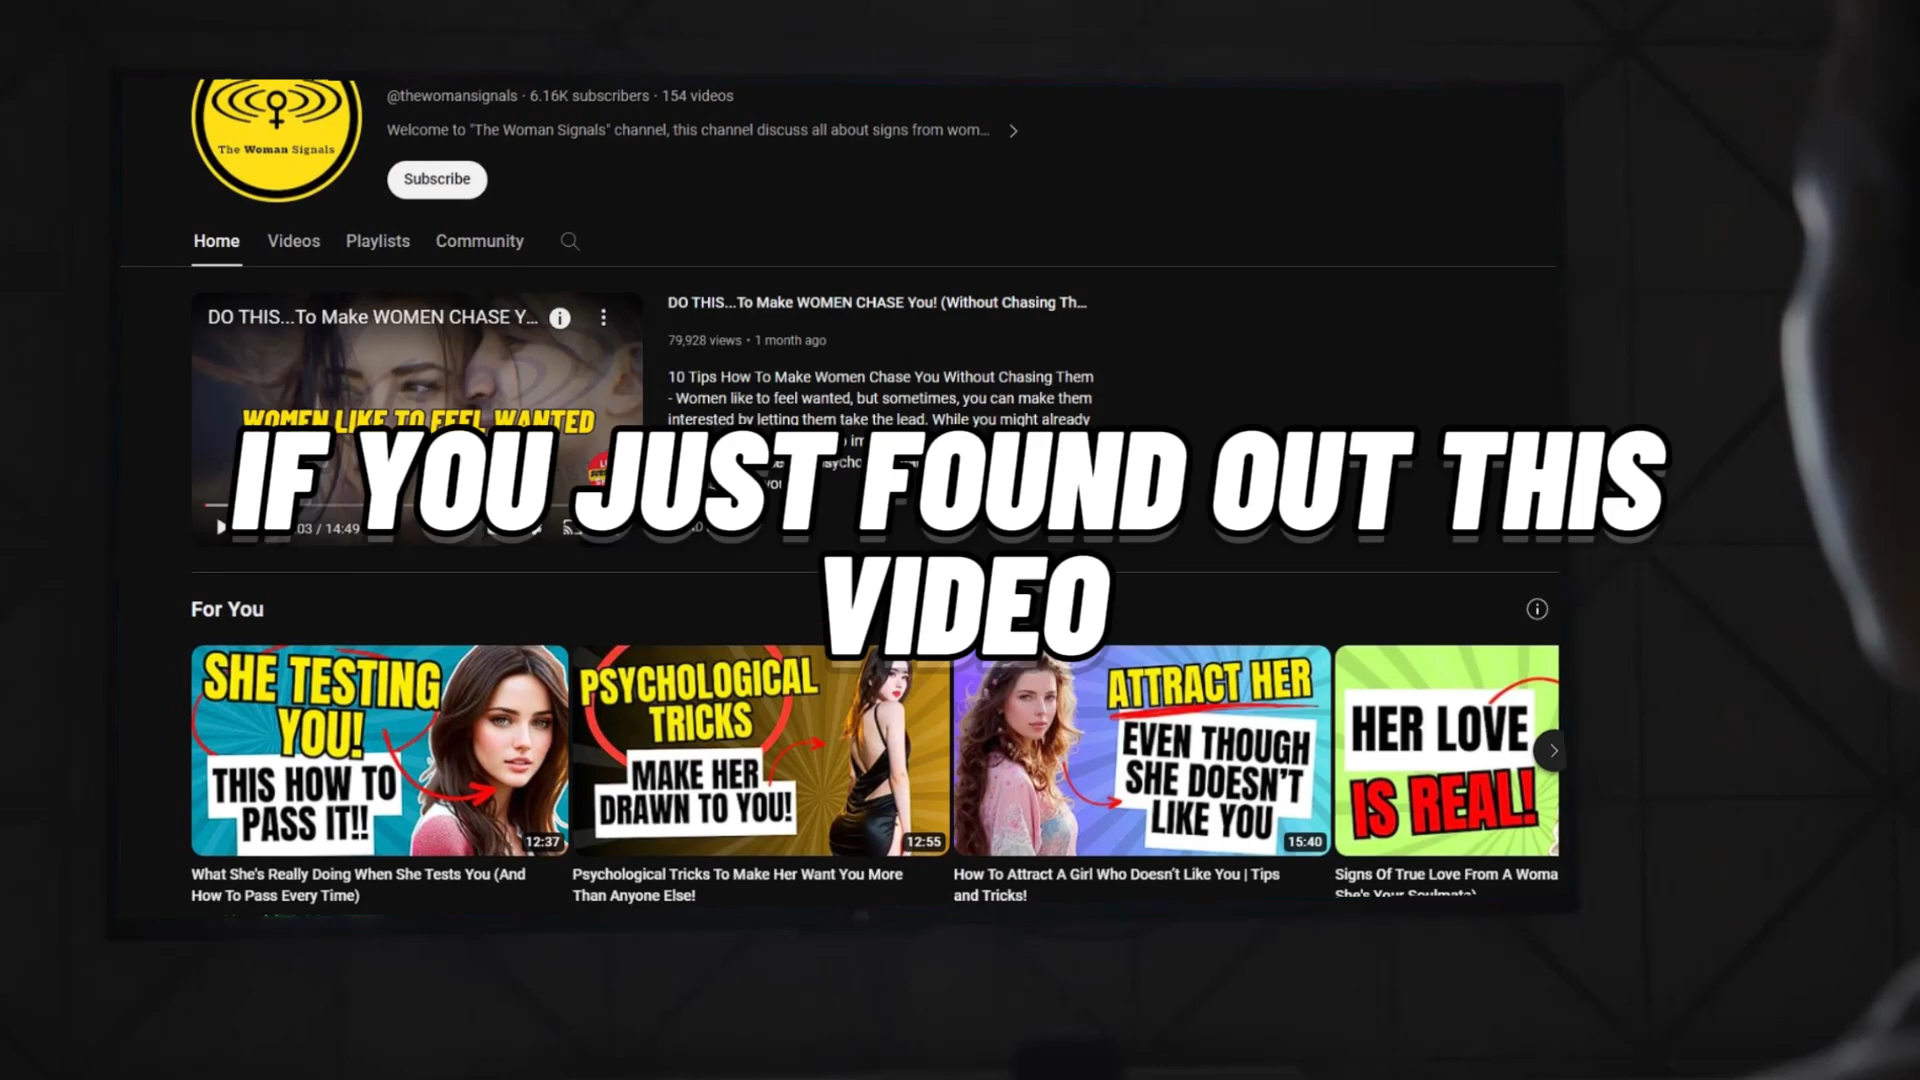 The Woman Signals
@thewomansignals · 6.16K subscribers · 154 videos
Welcome to "The Woman Signals" channel, this channel discuss all about signs from wom...
Subscribe
Home Videos Playlists Community
DO THIS...To Make WOMEN CHASE Y...
WOMEN LIKE TO FEEL WANTED
/ 14:49
DO THIS...To Make WOMEN CHASE You! (Without Chasing Th...
79,928 views • 1 month ago
10 Tips How To Make Women Chase You Without Chasing Them
- Women like to feel wanted, but sometimes, you can make them
interested by letting them take the lead. While you might already
IF YOU JUST FOUND OUT THIS
VIDEO
For You
SHE TESTING
YOU!
THIS HOW TO
PASS IT!!
12:37
What She's Really Doing When She Tests You (And
How To Pass Every Time)
PSYCHOLOGICAL
TRICKS
MAKE HER
DRAWN TO YOU!
12:55
Psychological Tricks To Make Her Want You More
Than Anyone Else!
ATTRACT HER
EVEN THOUGH
SHE DOESN'T
LIKE YOU
15:40
How To Attract A Girl Who Doesn't Like You | Tips
and Tricks!
HER LOVE
IS REAL!
Signs Of True Love From A Woma
She's Your Soulmate)